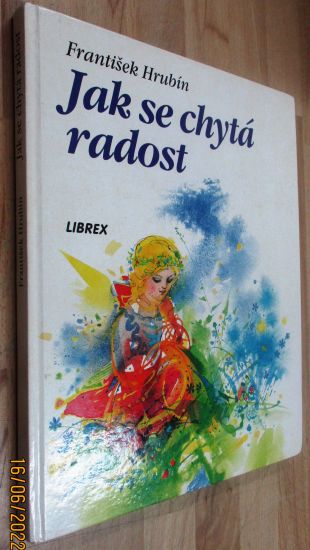 František Hrubín
Jak se chytá
radost
LIBREX
František Hrubín Jak se chytá radost
16/06/2022